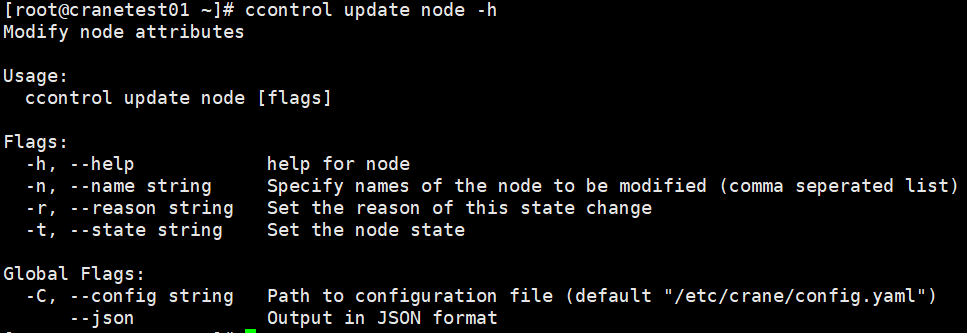 [root@cranetest01 ~]# ccontrol update node -h
Modify node attributes
Usage:
ccontrol update node [flags]
Flags:
-h, --help help for node
-n, --name string Specify names of the node to be modified (comma seperated list)
-r, --reason string Set the reason of this state change
-t, --state string Set the node state
Global Flags:
-C, --config string Path to configuration file (default "/etc/crane/config.yaml")
--json Output in JSON format